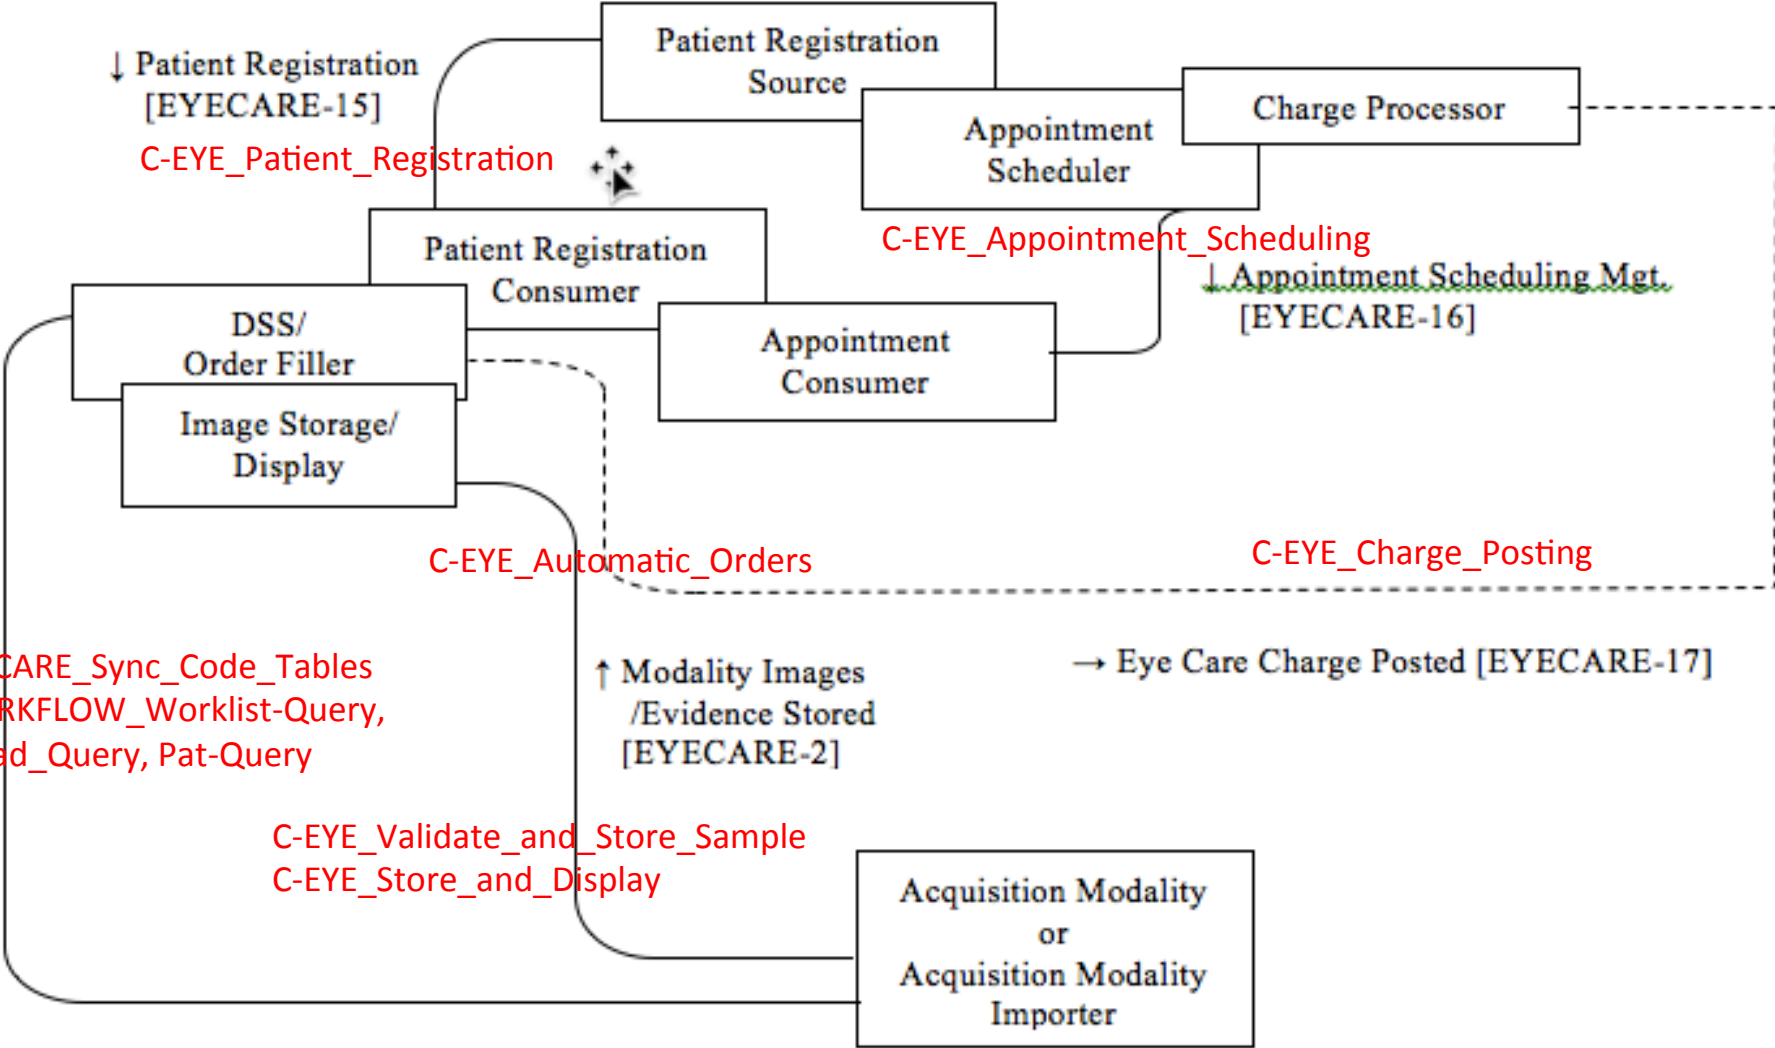 Patient Registration
Source
↓ Patient Registration
[EYECARE-15]
C-EYE_Patient_Registration
Charge Processor
Appointment
Scheduler
C-EYE_Appointment_Scheduling
↓ Appointment Scheduling Mgt.
[EYECARE-16]
Patient Registration
Consumer
DSS/
Order Filler
Appointment
Consumer
Image Storage/
Display
C-EYE_Automatic_Orders
C-EYE_Charge_Posting
CARE_Sync_Code_Tables
RKFLOW_Worklist-Query,
ad_Query, Pat-Query
↑ Modality Images
/Evidence Stored
[EYECARE-2]
→ Eye Care Charge Posted [EYECARE-17]
C-EYE_Validate_and_Store_Sample
C-EYE_Store_and_Display
Acquisition Modality
or
Acquisition Modality
Importer